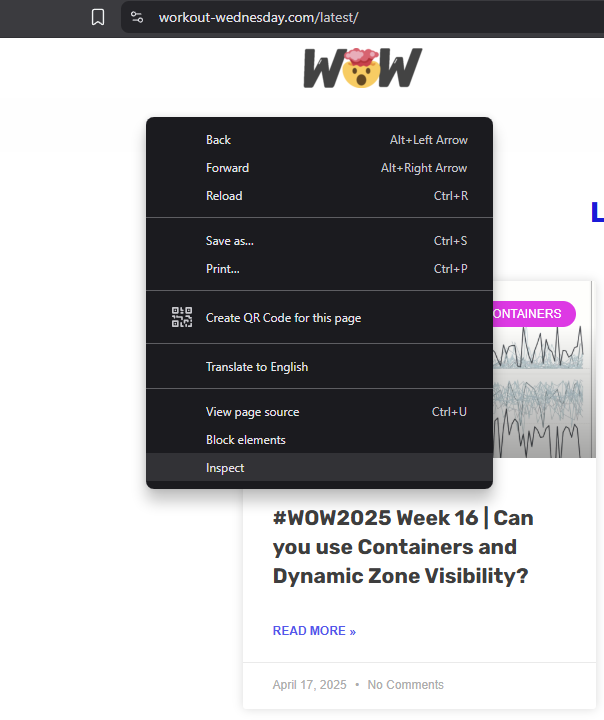 workout-wednesday.com/latest/
WOW
Back Alt+Left Arrow
Forward Alt+Right Arrow
Reload Ctrl+R
Save as... Ctrl+S
Print... Ctrl+P
Create QR Code for this page
Translate to English
View page source Ctrl+U
Block elements
Inspect
L
ONTAINERS
#WOW2025 Week 16 | Can
you use Containers and
Dynamic Zone Visibility?
READ MORE »
April 17, 2025 • No Comments